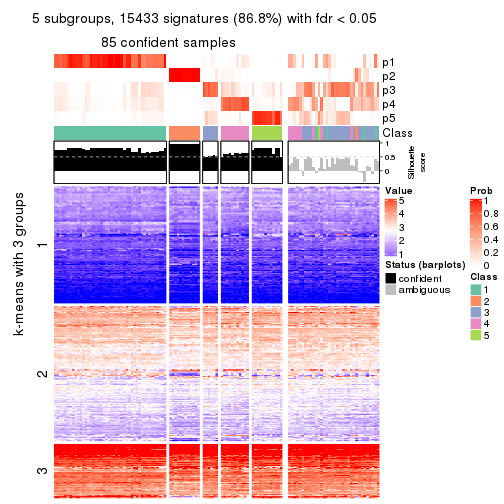 5 subgroups, 15433 signatures (86.8%) with fdr < 0.05
85 confident samples
p1
p2
p3
p4
p5
Class
1
0.5
0
Silhouette
score
k-means with 3 groups
1
2
3
Value
5
4
3
2
1
Status (barplots)
confident
ambiguous
Prob
1
0.8
0.6
0.4
0.2
0
Class
1
2
3
4
5